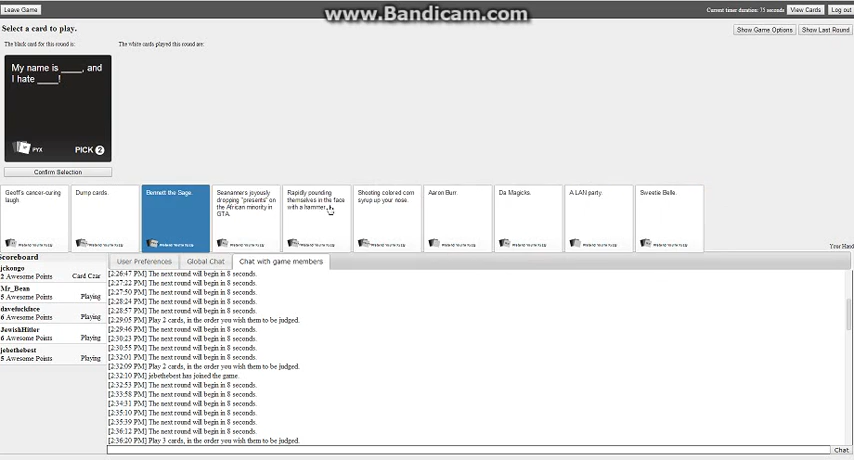 Leave Game
www.Bandicam.com
Current timer duration: 75 seconds
View Cards
Log out
Select a card to play.
Show Game Options
Show Last Round
The black card for this round is:
The white cards played this round are:
My name is ____, and
I hate ____!
PYX
PICK 2
Confirm Selection
Geoff's cancer-curing
laugh
Dump cards.
Bennett the Sage.
Seananners joyously
dropping "presents" on
the African minority in
GTA.
Rapidly pounding
themselves in the face
with a hammer.
Shooting colored corn
syrup up your nose.
Aaron Burr.
Da Magicks.
A LAN party.
Sweetie Belle.
Your Hand
Scoreboard
jckongo
2 Awesome Points
Card Czar
Mr_Bean
5 Awesome Points
Playing
davefuckface
6 Awesome Points
Playing
JewishHitler
6 Awesome Points
Playing
jebethebest
5 Awesome Points
Playing
User Preferences
Global Chat
Chat with game members
[2:26:47 PM] The next round will begin in 8 seconds.
[2:27:22 PM] The next round will begin in 8 seconds.
[2:27:50 PM] The next round will begin in 8 seconds.
[2:28:24 PM] The next round will begin in 8 seconds.
[2:28:57 PM] The next round will begin in 8 seconds.
[2:29:05 PM] Play 2 cards, in the order you wish them to be judged.
[2:29:46 PM] The next round will begin in 8 seconds.
[2:30:23 PM] The next round will begin in 8 seconds.
[2:30:55 PM] The next round will begin in 8 seconds.
[2:32:01 PM] The next round will begin in 8 seconds.
[2:32:09 PM] Play 2 cards, in the order you wish them to be judged.
[2:32:10 PM] jebethebest has joined the game.
[2:32:53 PM] The next round will begin in 8 seconds.
[2:33:58 PM] The next round will begin in 8 seconds.
[2:34:31 PM] The next round will begin in 8 seconds.
[2:35:10 PM] The next round will begin in 8 seconds.
[2:35:39 PM] The next round will begin in 8 seconds.
[2:36:12 PM] The next round will begin in 8 seconds.
[2:36:20 PM] Play 3 cards, in the order you wish them to be judged.
Chat